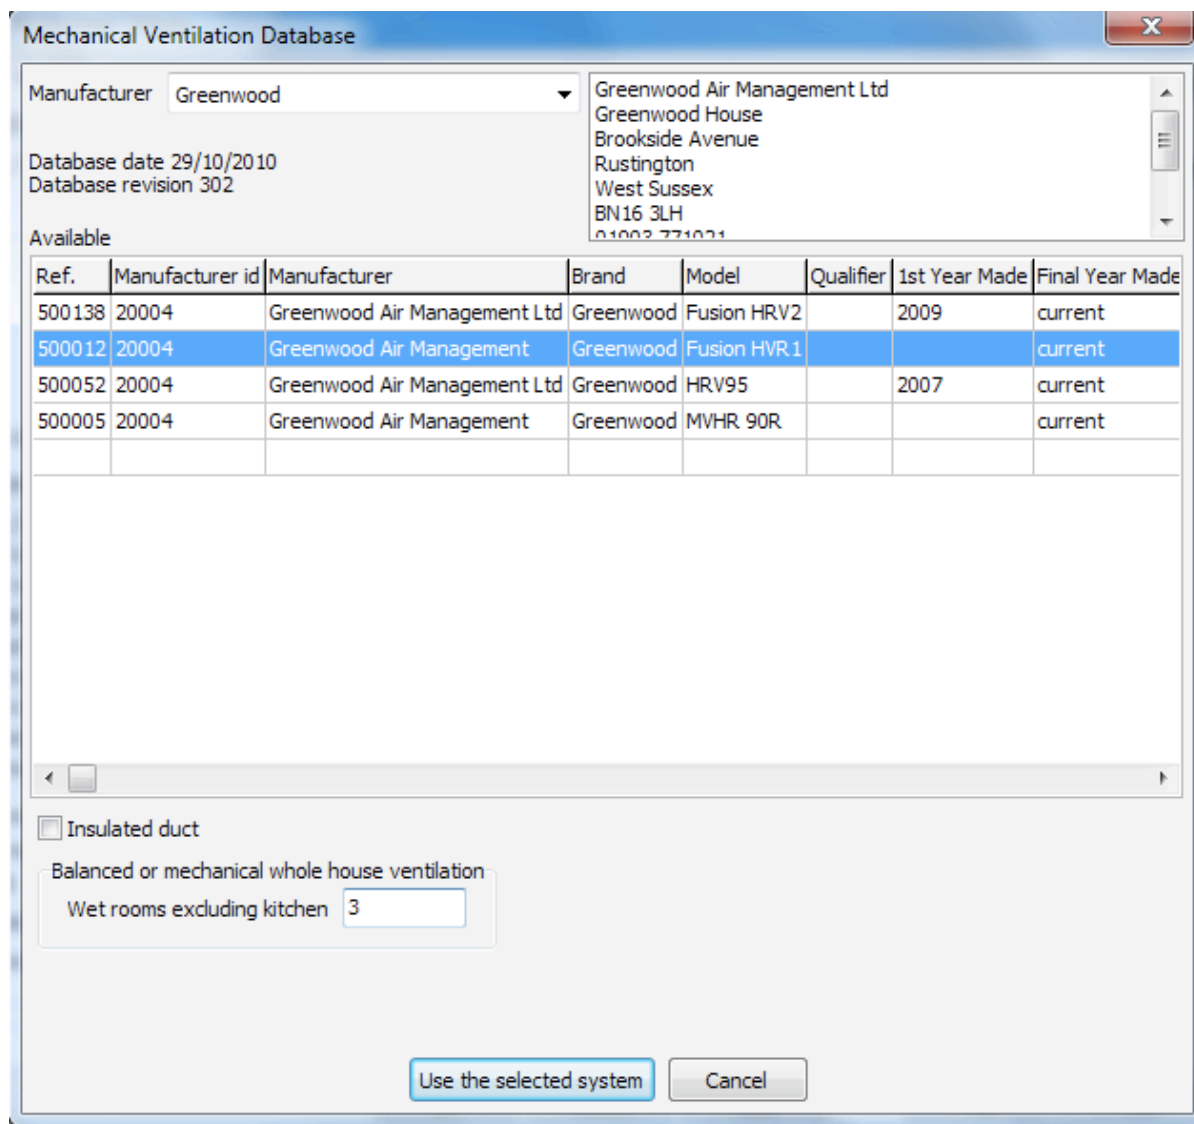 Mechanical Ventilation Database
Manufacturer Greenwood
Greenwood Air Management Ltd
Greenwood House
Brookside Avenue
Rustington
West Sussex
BN16 3LH
01903 771021
Database date 29/10/2010
Database revision 302
Available
Ref. Manufacturer id Manufacturer Brand Model Qualifier 1st Year Made Final Year Made
500138 20004 Greenwood Air Management Ltd Greenwood Fusion HRV2 2009 current
500012 20004 Greenwood Air Management Greenwood Fusion HVR1 current
500052 20004 Greenwood Air Management Ltd Greenwood HRV95 2007 current
500005 20004 Greenwood Air Management Greenwood MVHR 90R current
Insulated duct
Balanced or mechanical whole house ventilation
Wet rooms excluding kitchen 3
Use the selected system Cancel